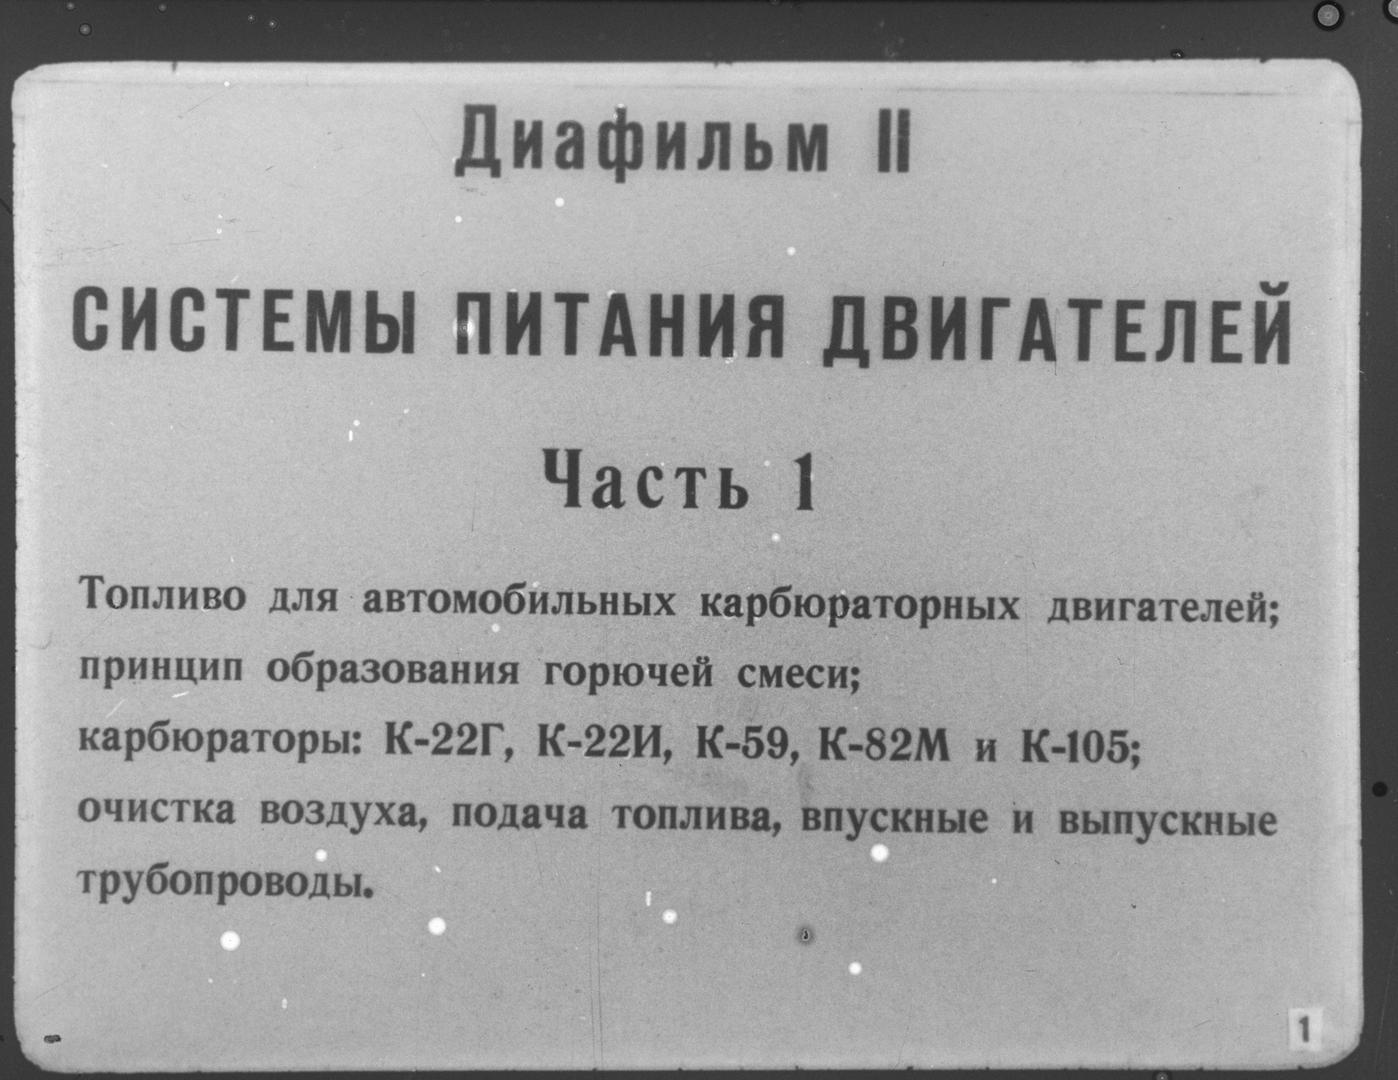 Диафильм II
СИСТЕМЫ ПИТАНИЯ ДВИГАТЕЛЕЙ
Часть 1
Топливо для автомобильных карбюраторных двигателей;
принцип образования горючей смеси;
карбюраторы: К-22Г, К-22И, К-59, К-82М и К-105;
очистка воздуха, подача топлива, впускные и выпускные
трубопроводы.
1